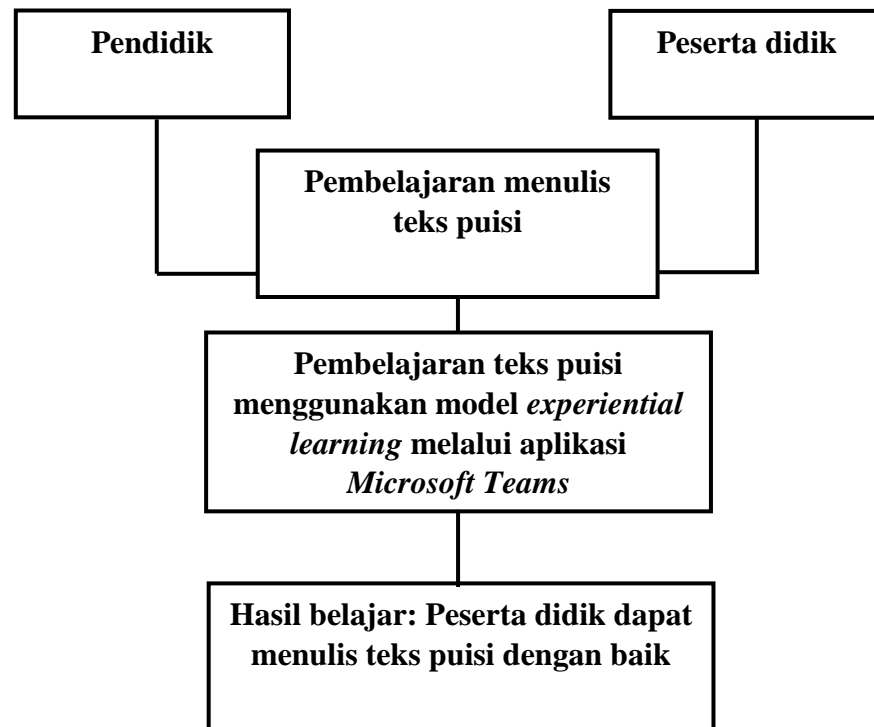 Pendidik
Peserta didik
Pembelajaran menulis
teks puisi
Pembelajaran teks puisi
menggunakan model experiential
learning melalui aplikasi
Microsoft Teams
Hasil belajar: Peserta didik dapat
menulis teks puisi dengan baik